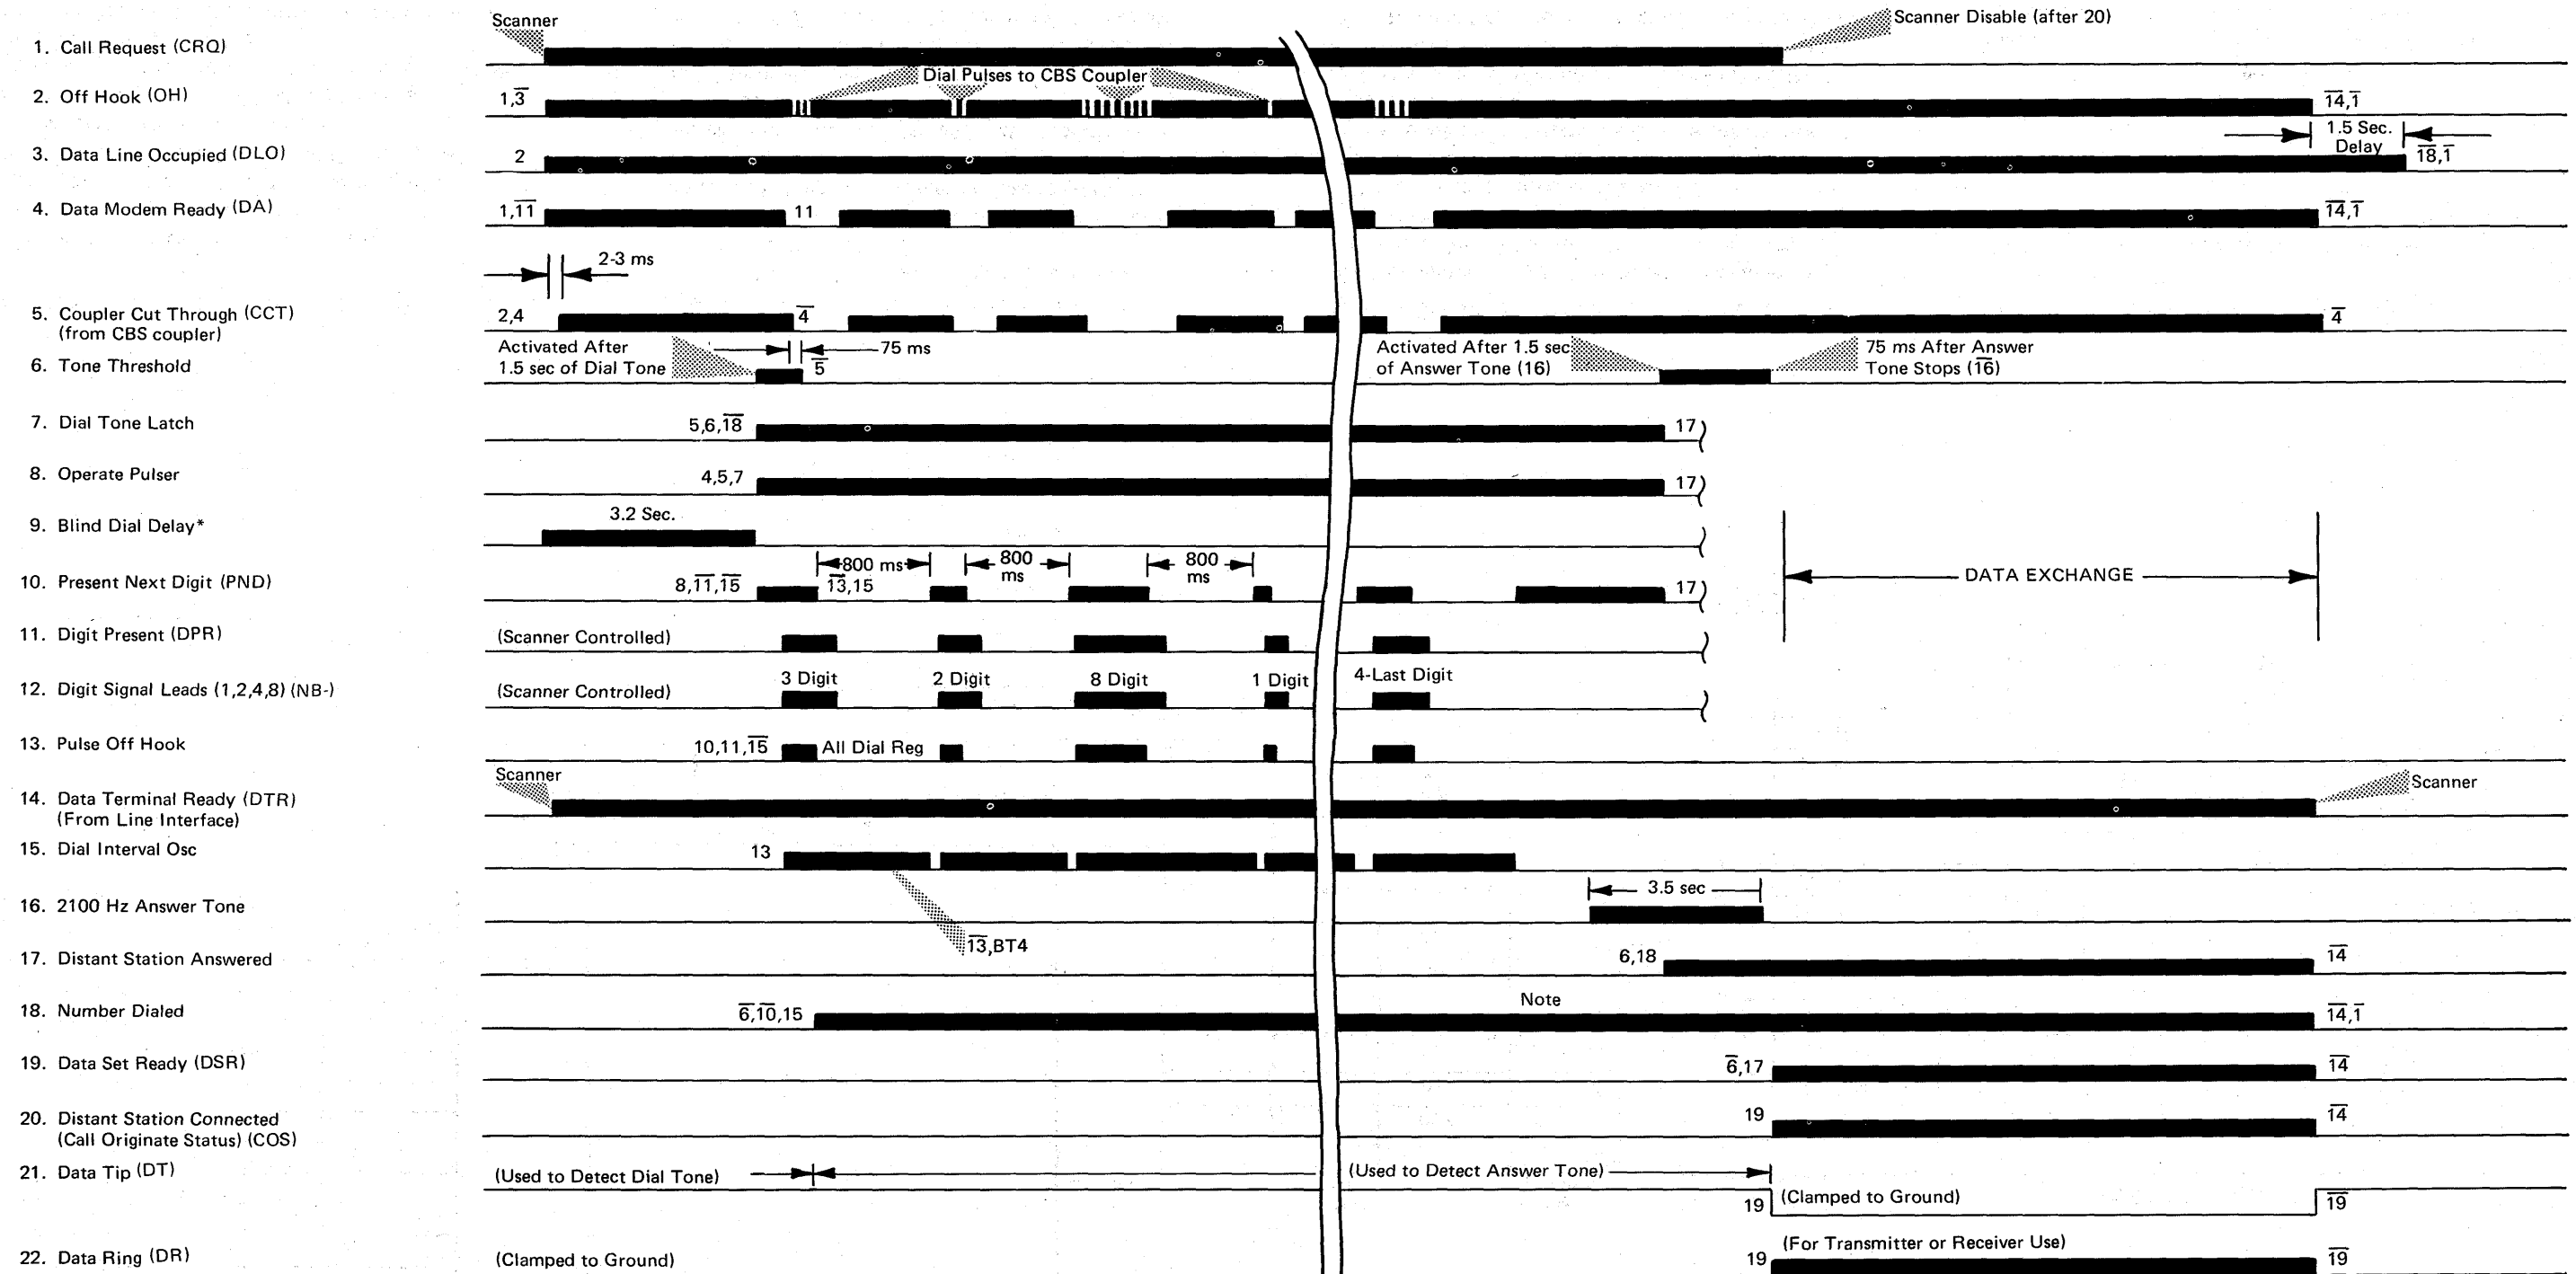 Scanner
Scanner Disable (after 20)
1. Call Request (CRQ)
Dial Pulses to CBS Coupler
2. Off Hook (OH)
1,3̅
1̅4̅,1̅
1.5 Sec.
Delay
3. Data Line Occupied (DLO)
2
1̅8̅,1̅
4. Data Modem Ready (DA)
1,1̅1̅
11
1̅4̅,1̅
2-3 ms
5. Coupler Cut Through (CCT)
(from CBS coupler)
2,4
4̅
4̅
Activated After
1.5 sec of Dial Tone
75 ms
5̅
Activated After 1.5 sec
of Answer Tone (16)
75 ms After Answer
Tone Stops (1̅6̅)
6. Tone Threshold
7. Dial Tone Latch
5,6,1̅8̅
17
8. Operate Pulser
4,5,7
17
9. Blind Dial Delay*
3.2 Sec.
800 ms
800
ms
800
ms
10. Present Next Digit (PND)
8,1̅1̅,1̅5̅
1̅3̅,15
17
DATA EXCHANGE
11. Digit Present (DPR)
(Scanner Controlled)
12. Digit Signal Leads (1,2,4,8) (NB-)
(Scanner Controlled)
3 Digit
2 Digit
8 Digit
1 Digit
4-Last Digit
13. Pulse Off Hook
10,11,1̅5̅
All Dial Reg
Scanner
Scanner
14. Data Terminal Ready (DTR)
(From Line Interface)
15. Dial Interval Osc
13
1̅3̅,BT4
3.5 sec
16. 2100 Hz Answer Tone
17. Distant Station Answered
6,18
1̅4̅
18. Number Dialed
6̅,1̅0̅,15
Note
1̅4̅,1̅
19. Data Set Ready (DSR)
6̅,17
1̅4̅
20. Distant Station Connected
(Call Originate Status) (COS)
19
1̅4̅
21. Data Tip (DT)
(Used to Detect Dial Tone)
(Used to Detect Answer Tone)
19
(Clamped to Ground)
1̅9̅
22. Data Ring (DR)
(Clamped to Ground)
(For Transmitter or Receiver Use)
19
1̅9̅